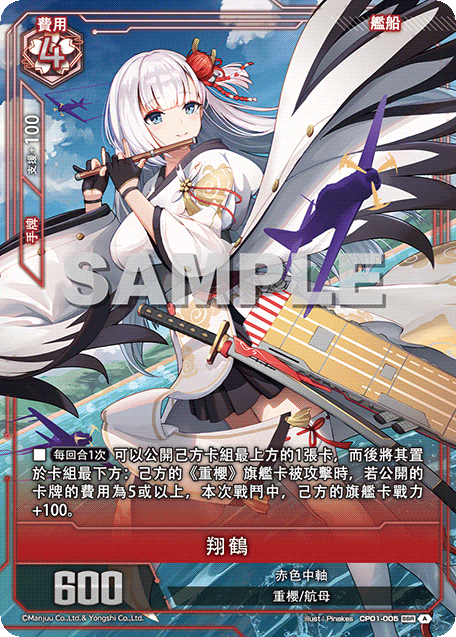 費用
艦船
4
支援+100
手牌
SAMPLE
■ 每回合1次 可以公開己方卡組最上方的1張卡，而後將其置
於卡組最下方：己方的《重櫻》旗艦卡被攻擊時，若公開的
卡牌的費用為5或以上，本次戰鬥中，己方的旗艦卡戰力
+100。
翔鶴
600
赤色中軸
重櫻/航母
©Manjuu Co.,Ltd.& Yongshi Co.,Ltd.
illust：Pinakes CP01-005 SSR A